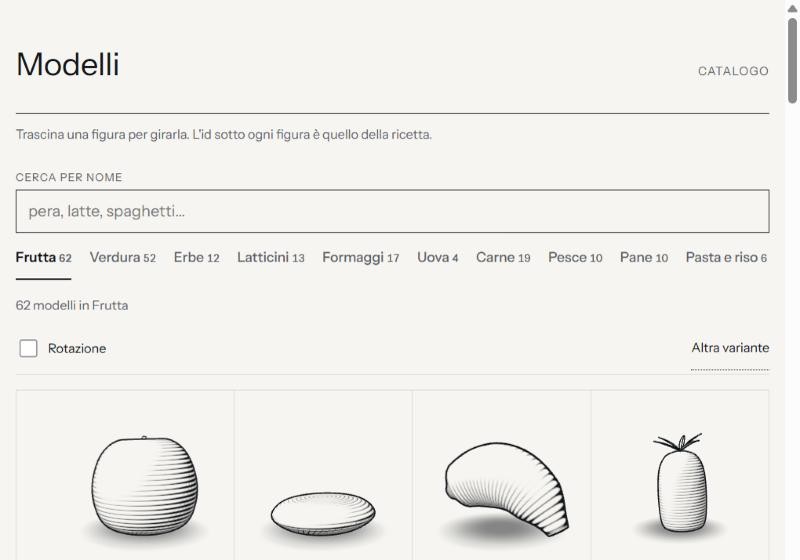 Modelli
CATALOGO
Trascina una figura per girarla. L'id sotto ogni figura è quello della ricetta.
CERCA PER NOME
pera, latte, spaghetti...
Frutta 62 Verdura 52 Erbe 12 Latticini 13 Formaggi 17 Uova 4 Carne 19 Pesce 10 Pane 10 Pasta e riso 6
62 modelli in Frutta
Rotazione
Altra variante